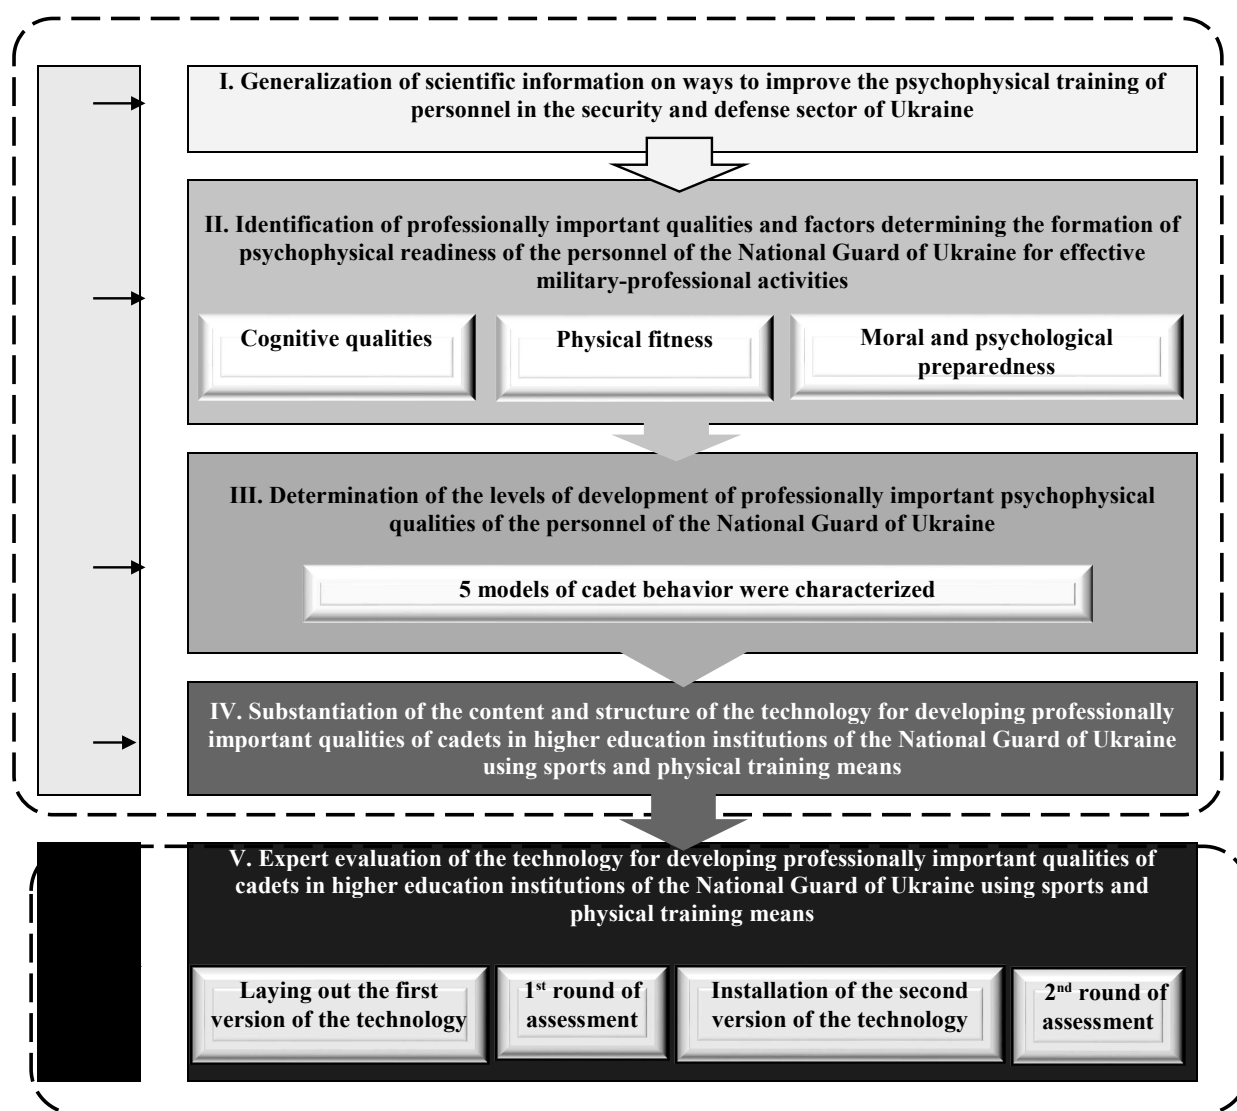 I. Generalization of scientific information on ways to improve the psychophysical training of
personnel in the security and defense sector of Ukraine
II. Identification of professionally important qualities and factors determining the formation of
psychophysical readiness of the personnel of the National Guard of Ukraine for effective
military-professional activities
Cognitive qualities
Physical fitness
Moral and psychological
preparedness
III. Determination of the levels of development of professionally important psychophysical
qualities of the personnel of the National Guard of Ukraine
5 models of cadet behavior were characterized
IV. Substantiation of the content and structure of the technology for developing professionally
important qualities of cadets in higher education institutions of the National Guard of Ukraine
using sports and physical training means
V. Expert evaluation of the technology for developing professionally important qualities of
cadets in higher education institutions of the National Guard of Ukraine using sports and
physical training means
Laying out the first
version of the technology
1st round of
assessment
Installation of the second
version of the technology
2nd round of
assessment